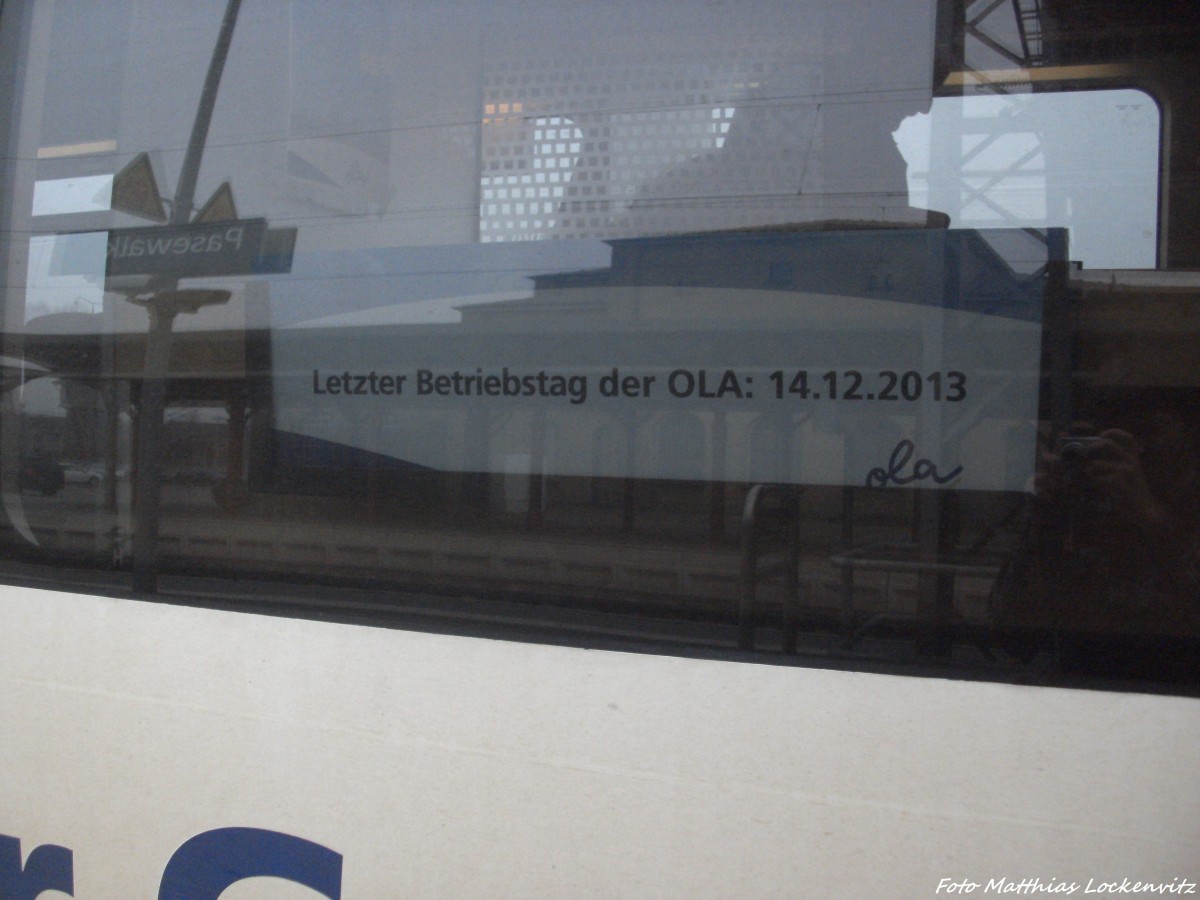 Pasewalk
Letzter Betriebstag der OLA: 14.12.2013
ola
Foto Matthias Lockenvitz